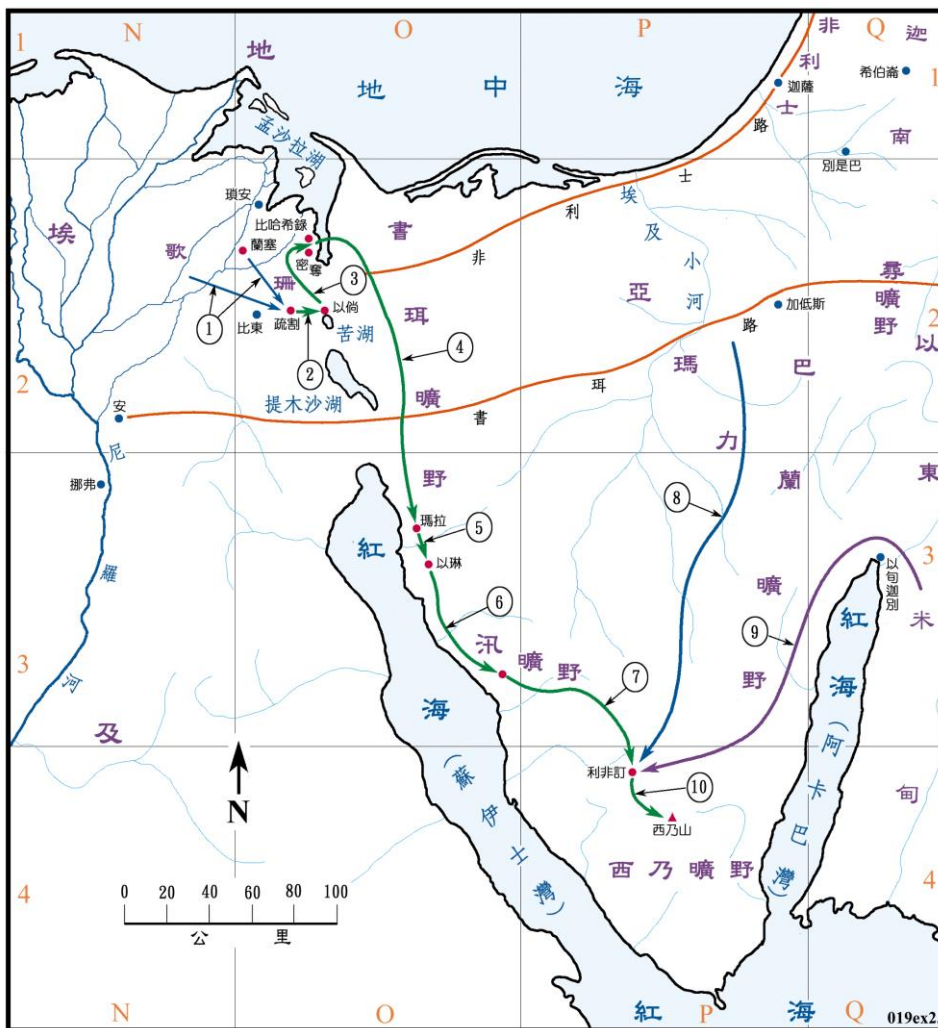 N O P Q
1 地 非 迦
地中海 利 希伯崙 1
孟沙拉湖 迦薩 士 南
路 別是巴
瑣安 埃及小河
比哈希錄 書 非利士
埃 歌珊 蘭塞 密奪 尋曠野
③ 珥 亞瑪力
① 比東 疏割 以倘 加低斯 2
② 苦湖 ④ 路 巴蘭曠野 以東
提木沙湖 曠野
2 安 書珥
尼羅河
挪弗 ⑧
瑪拉
紅海(蘇伊士灣) ⑤
以琳 以旬迦別 3
⑥ 紅海(阿卡巴灣) 米甸
汛曠野 ⑨
3 ⑦
及
利非訂
N ⑩
西乃山
西乃曠野
4 0 20 40 60 80 100 4
公里
N O 紅 P 海 Q
019ex2